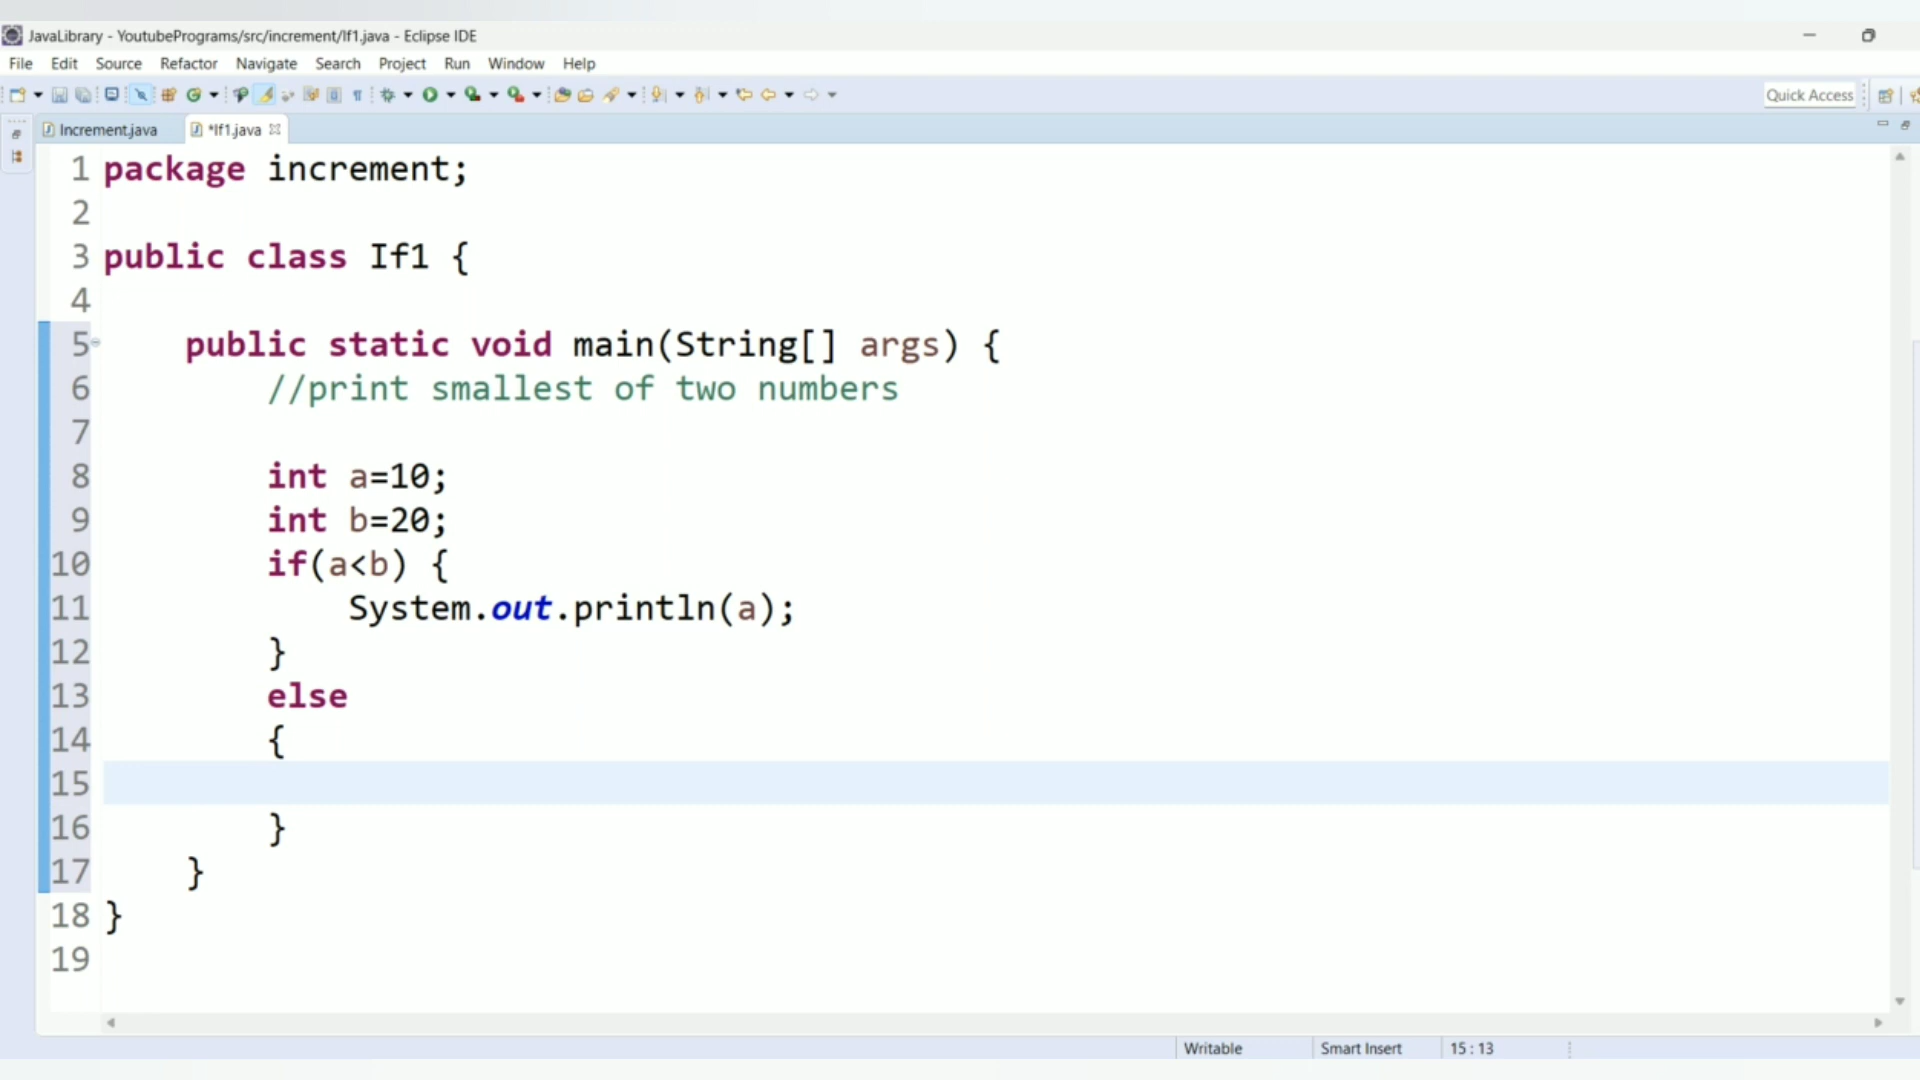 JavaLibrary - YoutubePrograms/src/increment/If1.java - Eclipse IDE
File Edit Source Refactor Navigate Search Project Run Window Help
Quick Access
Increment.java *If1.java
1 package increment;
2
3 public class If1 {
4
5 public static void main(String[] args) {
6 //print smallest of two numbers
7
8 int a=10;
9 int b=20;
10 if(a<b) {
11 System.out.println(a);
12 }
13 else
14 {
15
16 }
17 }
18 }
19
Writable Smart Insert 15 : 13